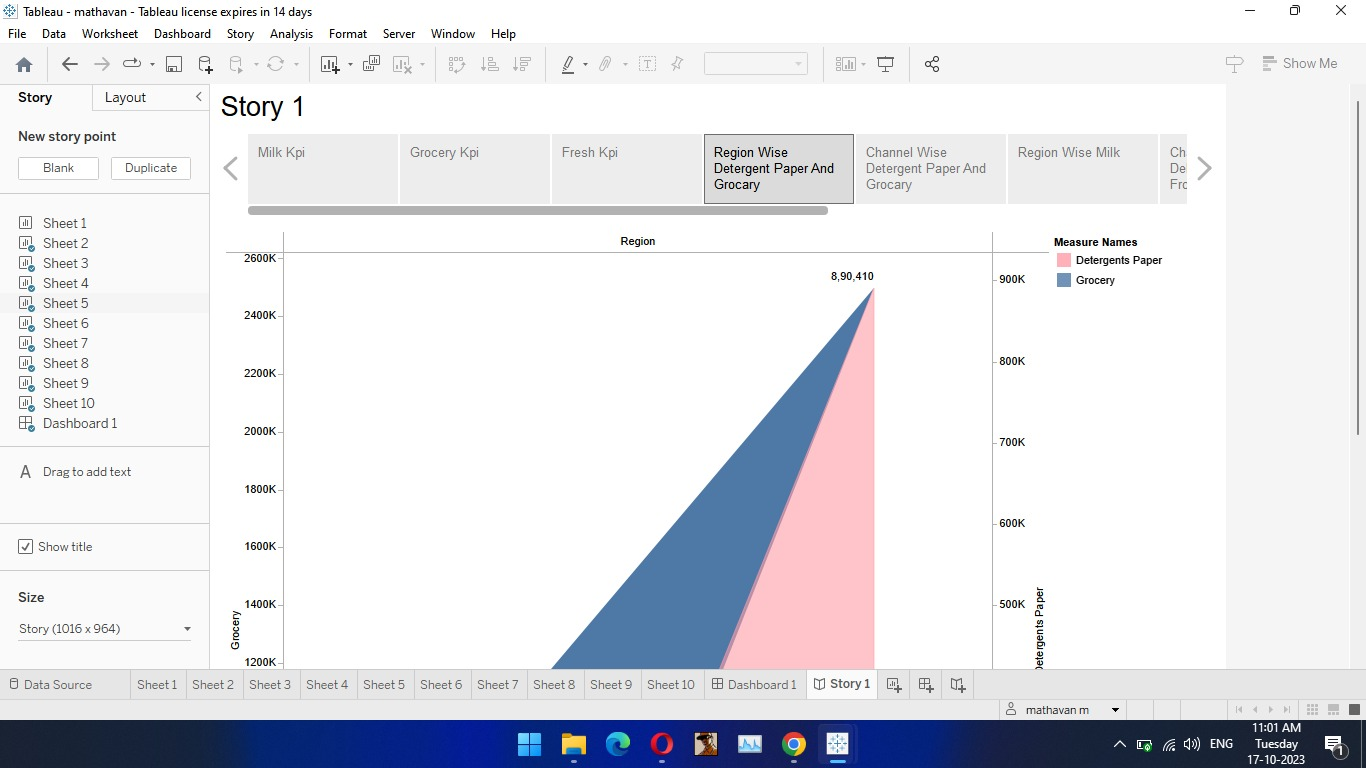 Tableau - mathavan - Tableau license expires in 14 days
File Data Worksheet Dashboard Story Analysis Format Server Window Help
Show Me
Story Layout
New story point
Blank Duplicate
Sheet 1
Sheet 2
Sheet 3
Sheet 4
Sheet 5
Sheet 6
Sheet 7
Sheet 8
Sheet 9
Sheet 10
Dashboard 1
A Drag to add text
Show title
Size
Story (1016 x 964)
Story 1
Milk Kpi
Grocery Kpi
Fresh Kpi
Region Wise
Detergent Paper And
Grocary
Channel Wise
Detergent Paper And
Grocary
Region Wise Milk
Region
2600K
2400K
2200K
2000K
1800K
1600K
1400K
1200K
Grocery
8,90,410
900K
800K
700K
600K
500K
Detergents Paper
Measure Names
Detergents Paper
Grocery
Data Source Sheet 1 Sheet 2 Sheet 3 Sheet 4 Sheet 5 Sheet 6 Sheet 7 Sheet 8 Sheet 9 Sheet 10 Dashboard 1 Story 1
mathavan m
ENG
11:01 AM
Tuesday
17-10-2023
1